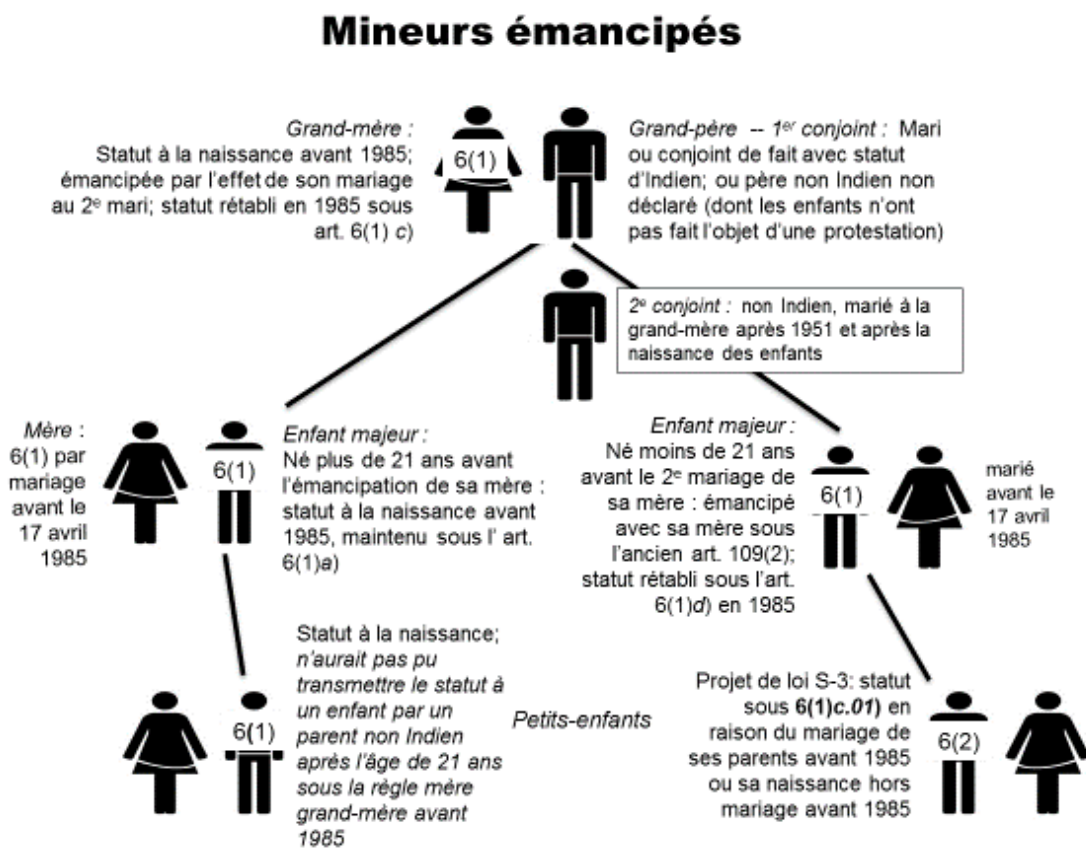 Mineurs émancipés
Grand-mère :
Statut à la naissance avant 1985;
émancipée par l'effet de son mariage
au 2e mari; statut rétabli en 1985 sous
art. 6(1) c)
6(1)
Grand-père -- 1er conjoint : Mari
ou conjoint de fait avec statut
d'Indien; ou père non Indien non
déclaré (dont les enfants n'ont
pas fait l'objet d'une protestation)
2e conjoint : non Indien, marié à la
grand-mère après 1951 et après la
naissance des enfants
Mère :
6(1) par
mariage
avant le
17 avril
1985
6(1)
Enfant majeur :
Né plus de 21 ans avant
l'émancipation de sa mère :
statut à la naissance avant
1985, maintenu sous l' art.
6(1)a)
Enfant majeur :
Né moins de 21 ans
avant le 2e mariage de
sa mère : émancipé
avec sa mère sous
l'ancien art. 109(2);
statut rétabli sous l'art.
6(1)d) en 1985
6(1)
marié
avant le
17 avril
1985
6(1)
Statut à la naissance;
n'aurait pas pu
transmettre le statut à
un enfant par un
parent non Indien
après l'âge de 21 ans
sous la règle mère
grand-mère avant
1985
Petits-enfants
Projet de loi S-3: statut
sous 6(1)c.01) en
raison du mariage de
ses parents avant 1985
ou sa naissance hors
mariage avant 1985
6(2)